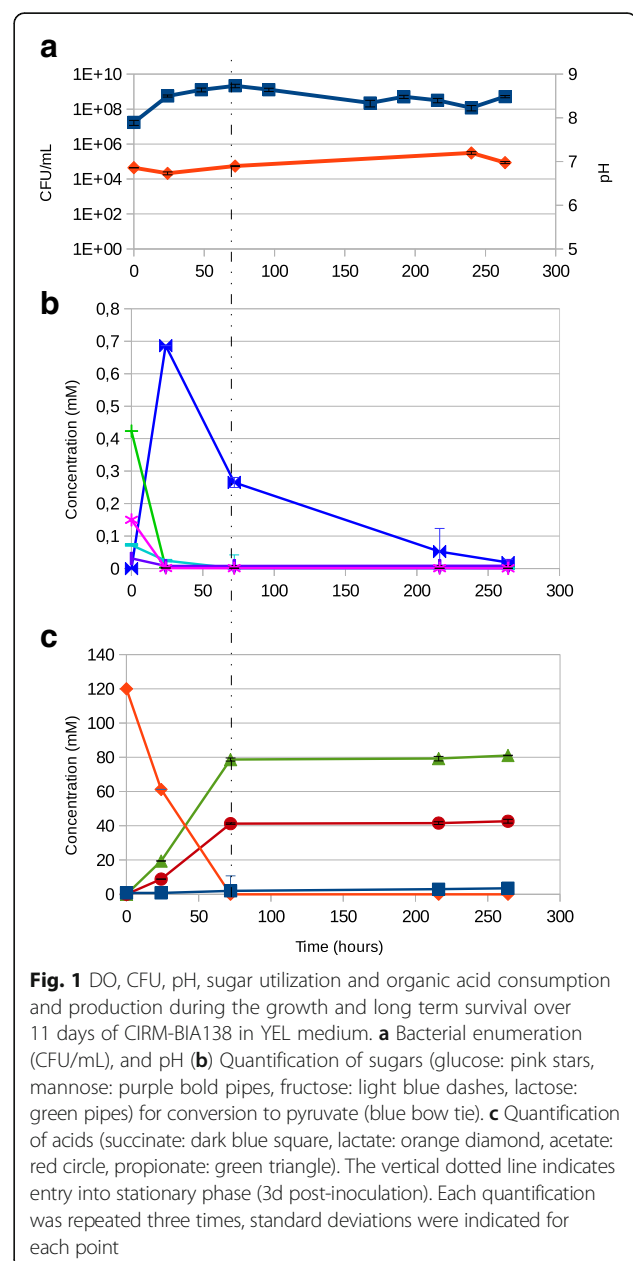 a
1E+10
1E+08
1E+06
1E+04
1E+02
1E+00
CFU/mL
9
8
7
6
5
pH
0 50 100 150 200 250 300
b
0,8
0,7
0,6
0,5
0,4
0,3
0,2
0,1
0
Concentration (mM)
0 50 100 150 200 250 300
c
140
120
100
80
60
40
20
0
Concentration (mM)
0 50 100 150 200 250 300
Time (hours)
Fig. 1 DO, CFU, pH, sugar utilization and organic acid consumption
and production during the growth and long term survival over
11 days of CIRM-BIA138 in YEL medium. a Bacterial enumeration
(CFU/mL), and pH (b) Quantification of sugars (glucose: pink stars,
mannose: purple bold pipes, fructose: light blue dashes, lactose:
green pipes) for conversion to pyruvate (blue bow tie). c Quantification
of acids (succinate: dark blue square, lactate: orange diamond, acetate:
red circle, propionate: green triangle). The vertical dotted line indicates
entry into stationary phase (3d post-inoculation). Each quantification
was repeated three times, standard deviations were indicated for
each point